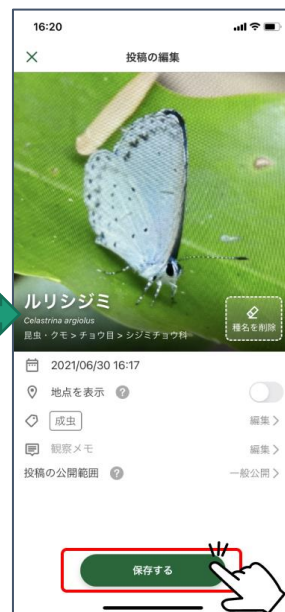 16:20
投稿の編集
ルリシジミ
Celastrina argiolus
昆虫・クモ > チョウ目 > シジミチョウ科
種名を削除
2021/06/30 16:17
地点を表示 ?
成虫 編集 >
観察メモ 編集 >
投稿の公開範囲 ? 一般公開 >
保存する